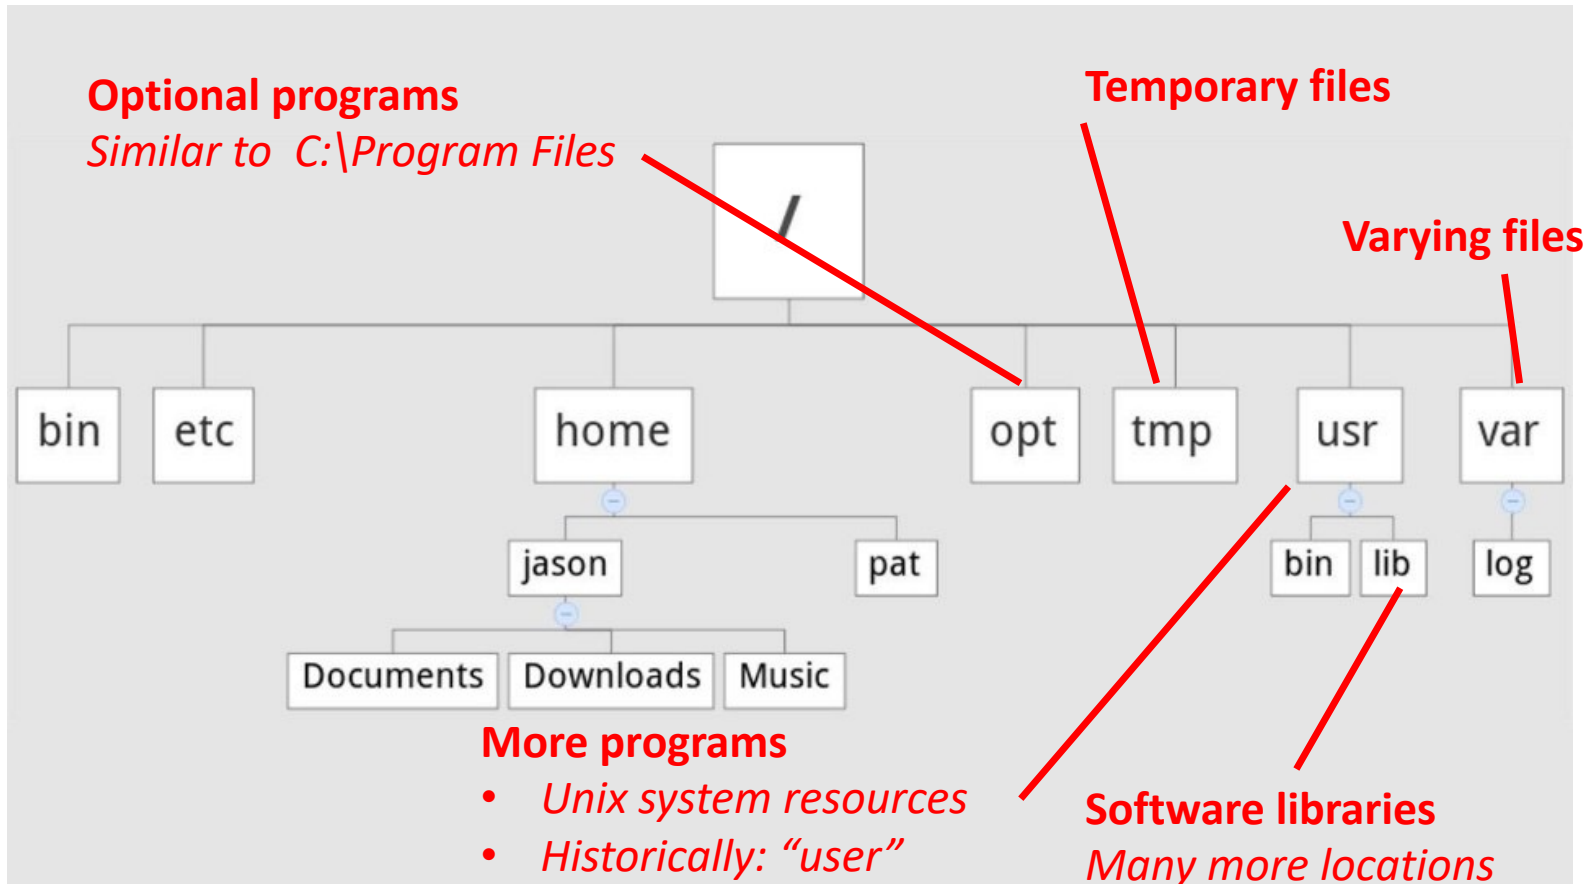 Optional programs
Similar to C:\Program Files
Temporary files
Varying files
/
bin
etc
home
opt
tmp
usr
var
jason
pat
bin
lib
log
Documents
Downloads
Music
More programs
• Unix system resources
• Historically: “user”
Software libraries
Many more locations